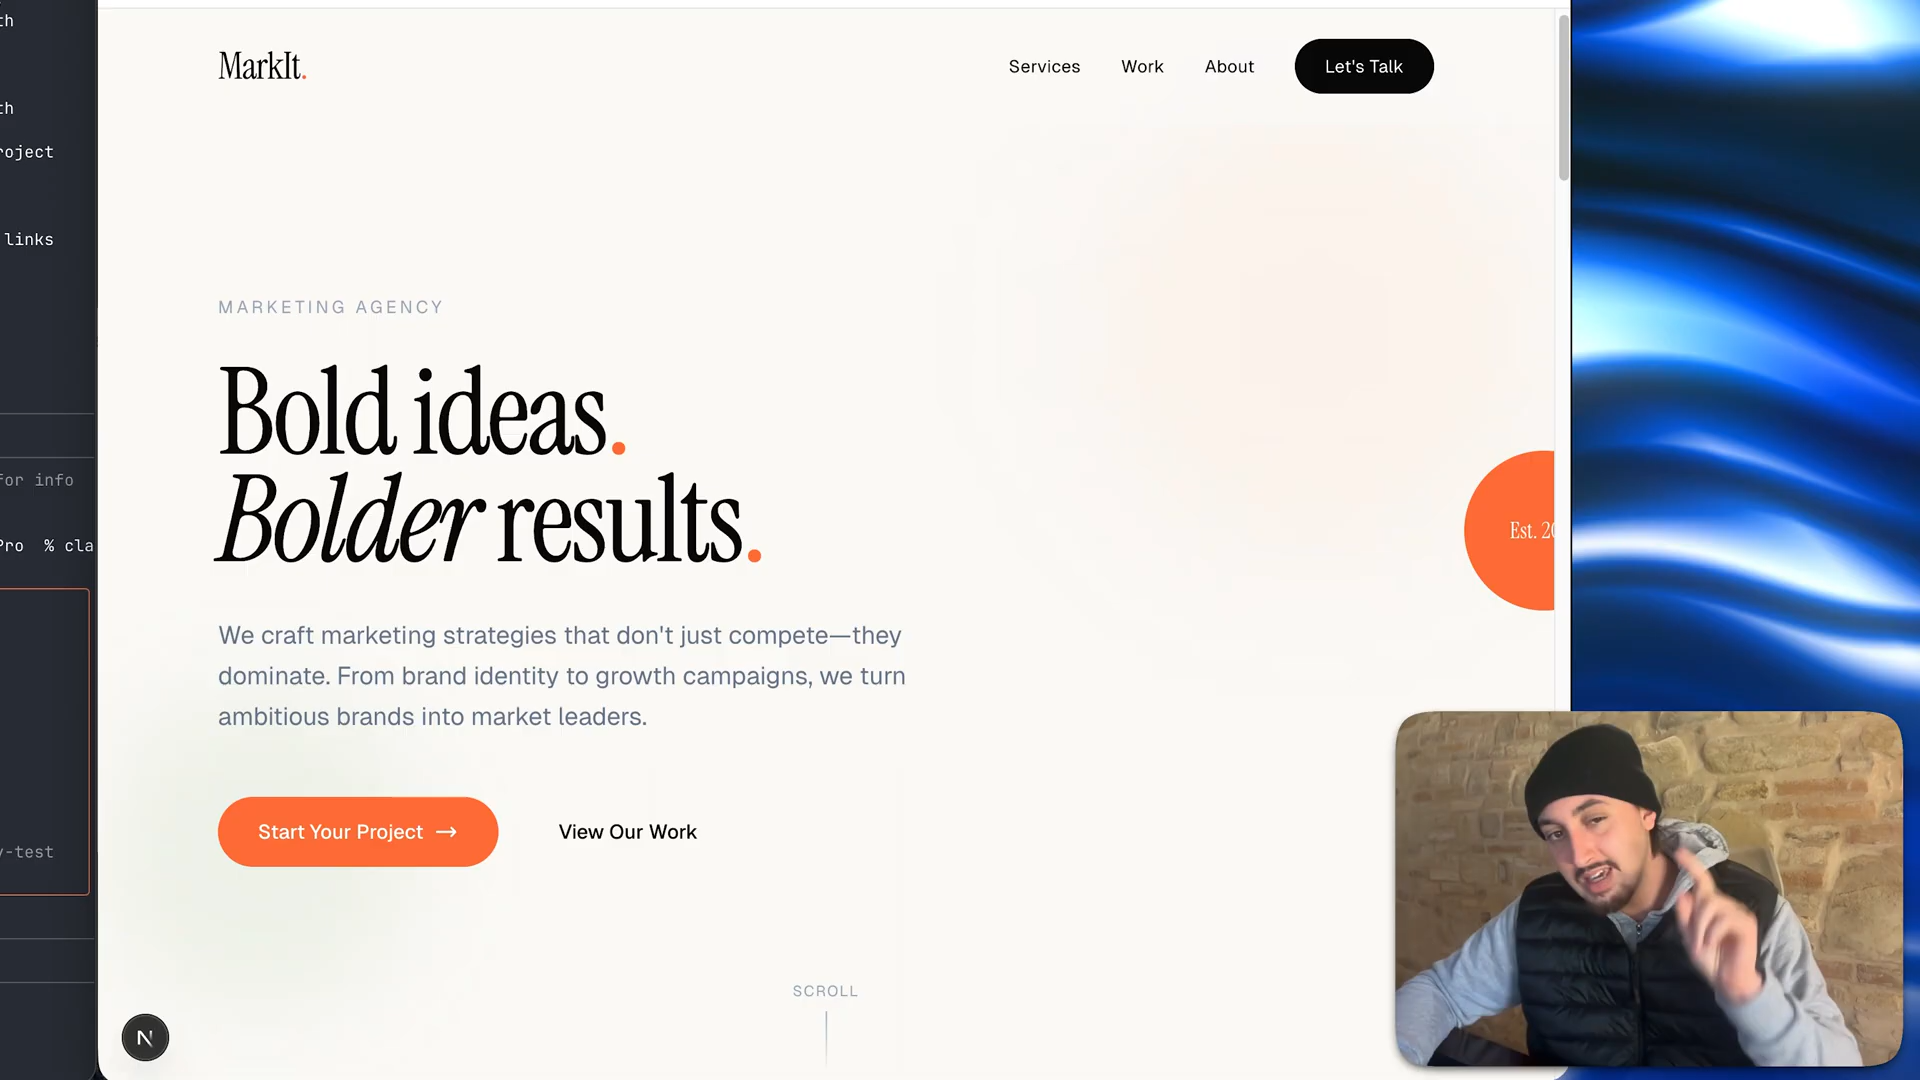 th
th
roject
links
for info
Pro % cla
y-test
MarkIt.
Services
Work
About
Let's Talk
MARKETING AGENCY
Bold ideas.
Bolder results.
We craft marketing strategies that don't just compete—they
dominate. From brand identity to growth campaigns, we turn
ambitious brands into market leaders.
Start Your Project →
View Our Work
Est. 20
SCROLL
N